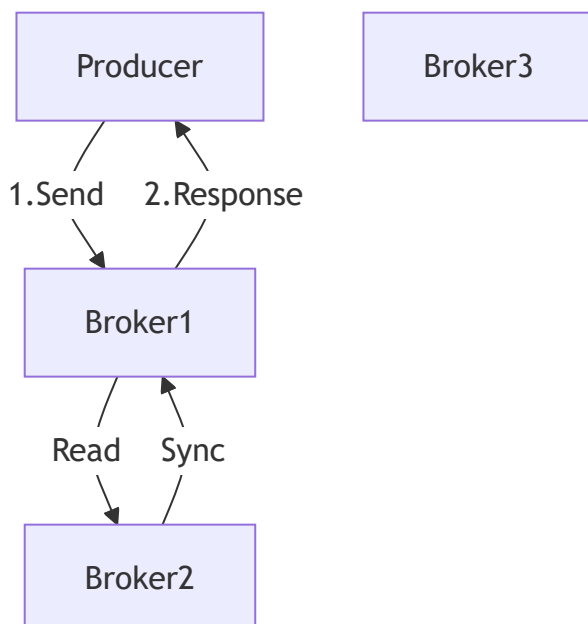 Producer
Broker3
1.Send
2.Response
Broker1
Read
Sync
Broker2